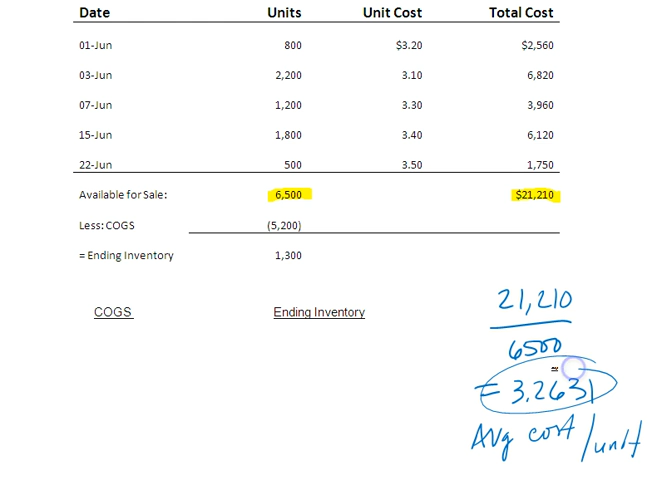 Date Units Unit Cost Total Cost
01-Jun 800 $3.20 $2,560
03-Jun 2,200 3.10 6,820
07-Jun 1,200 3.30 3,960
15-Jun 1,800 3.40 6,120
22-Jun 500 3.50 1,750
Available for Sale: 6,500 $21,210
Less: COGS (5,200)
= Ending Inventory 1,300
COGS Ending Inventory
21,210
6500
≈
= 3.2631
Avg cost/unit